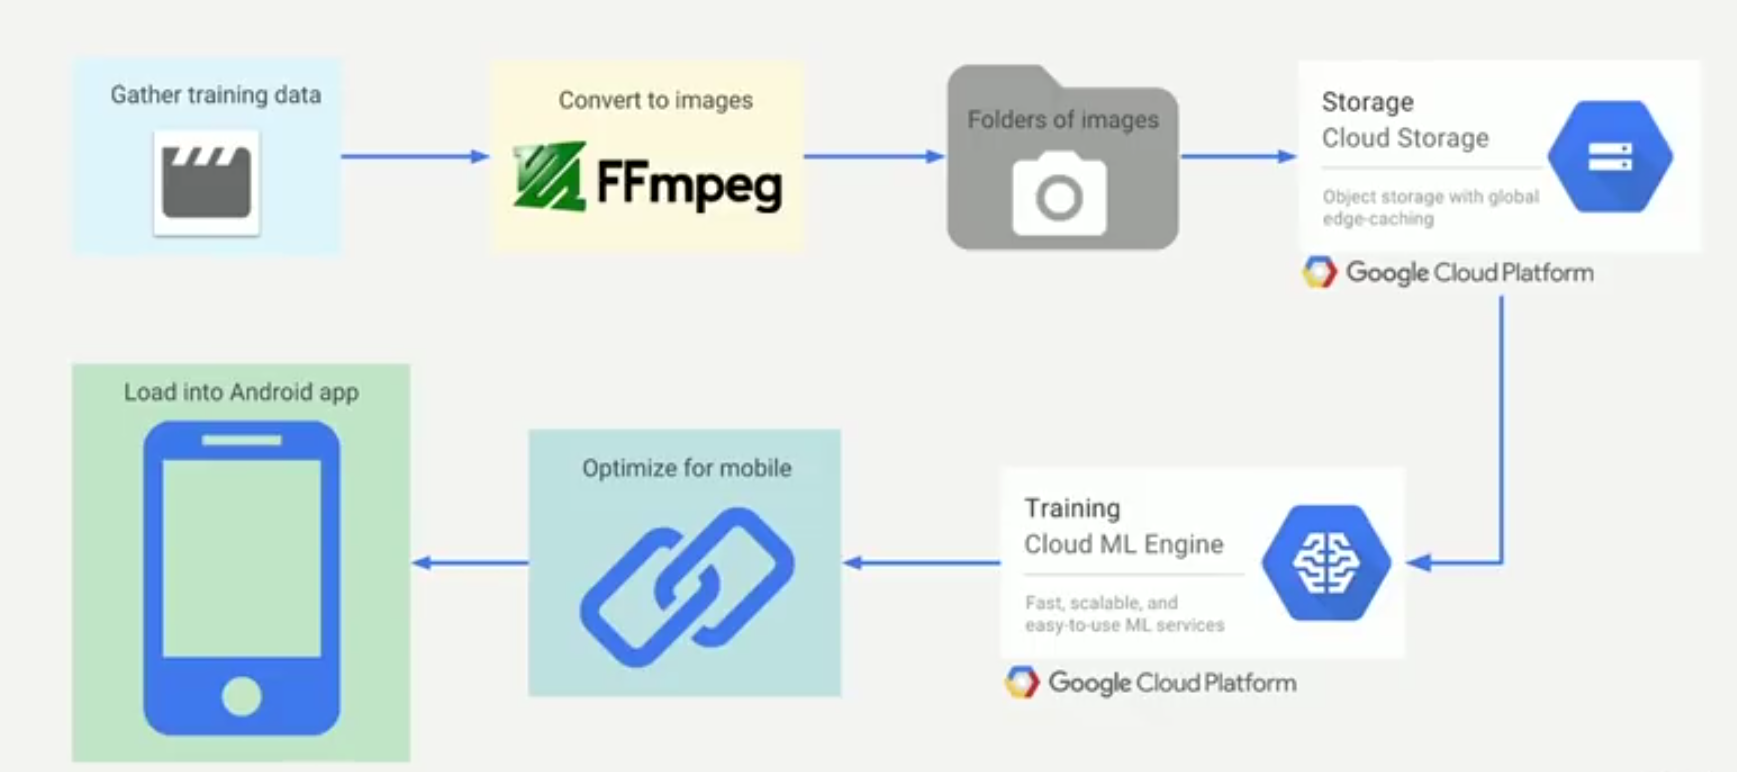 Gather training data
Convert to images
FFmpeg
Folders of images
Storage
Cloud Storage
Object storage with global
edge-caching
Google Cloud Platform
Load into Android app
Optimize for mobile
Training
Cloud ML Engine
Fast, scalable, and
easy-to-use ML services
Google Cloud Platform